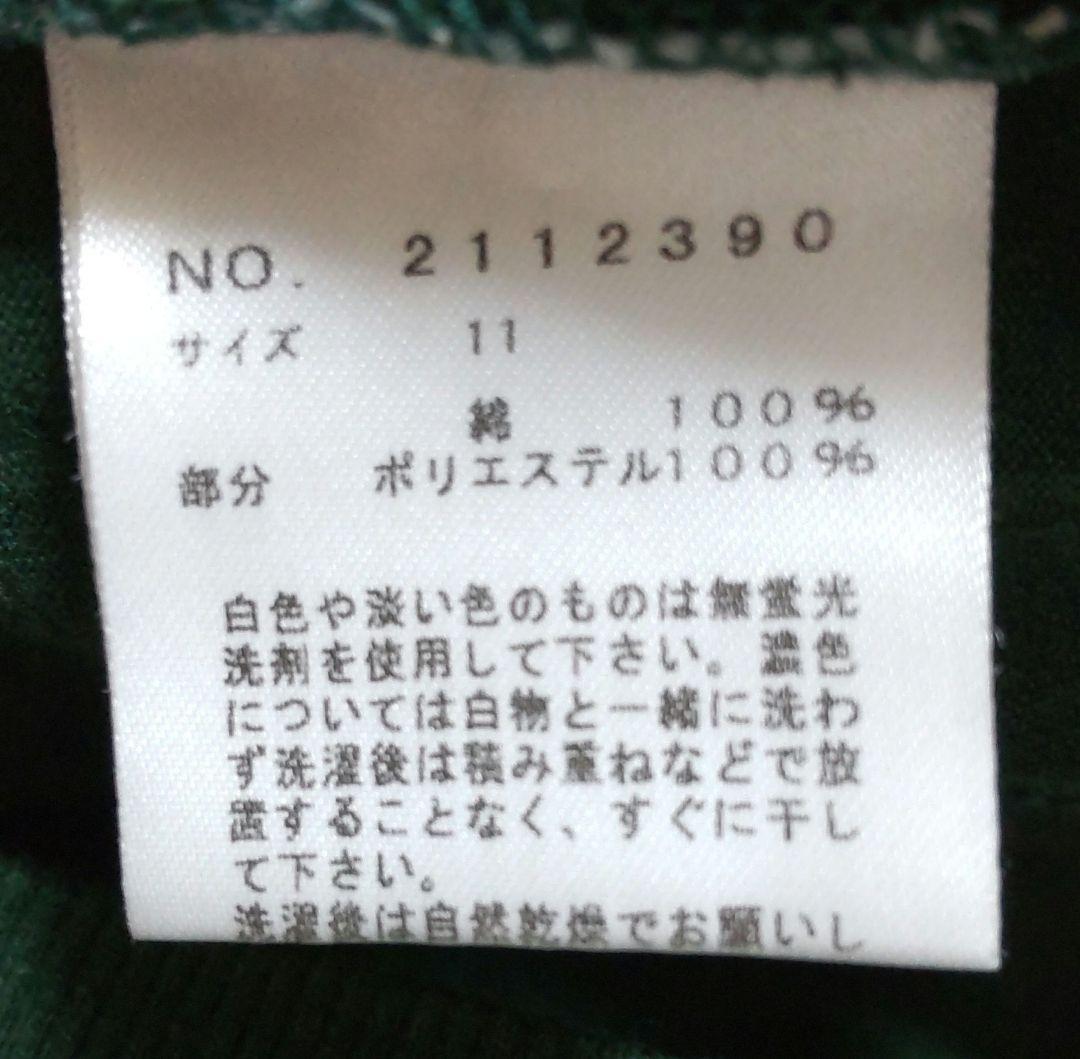 NO. 2112390
サイズ 11
綿 100%
部分 ポリエステル100%
白色や淡い色のものは無蛍光
洗剤を使用して下さい。濃色
については白物と一緒に洗わ
ず洗濯後は積み重ねなどで放
置することなく、すぐに干し
て下さい。
洗濯後は自然乾燥でお願いし